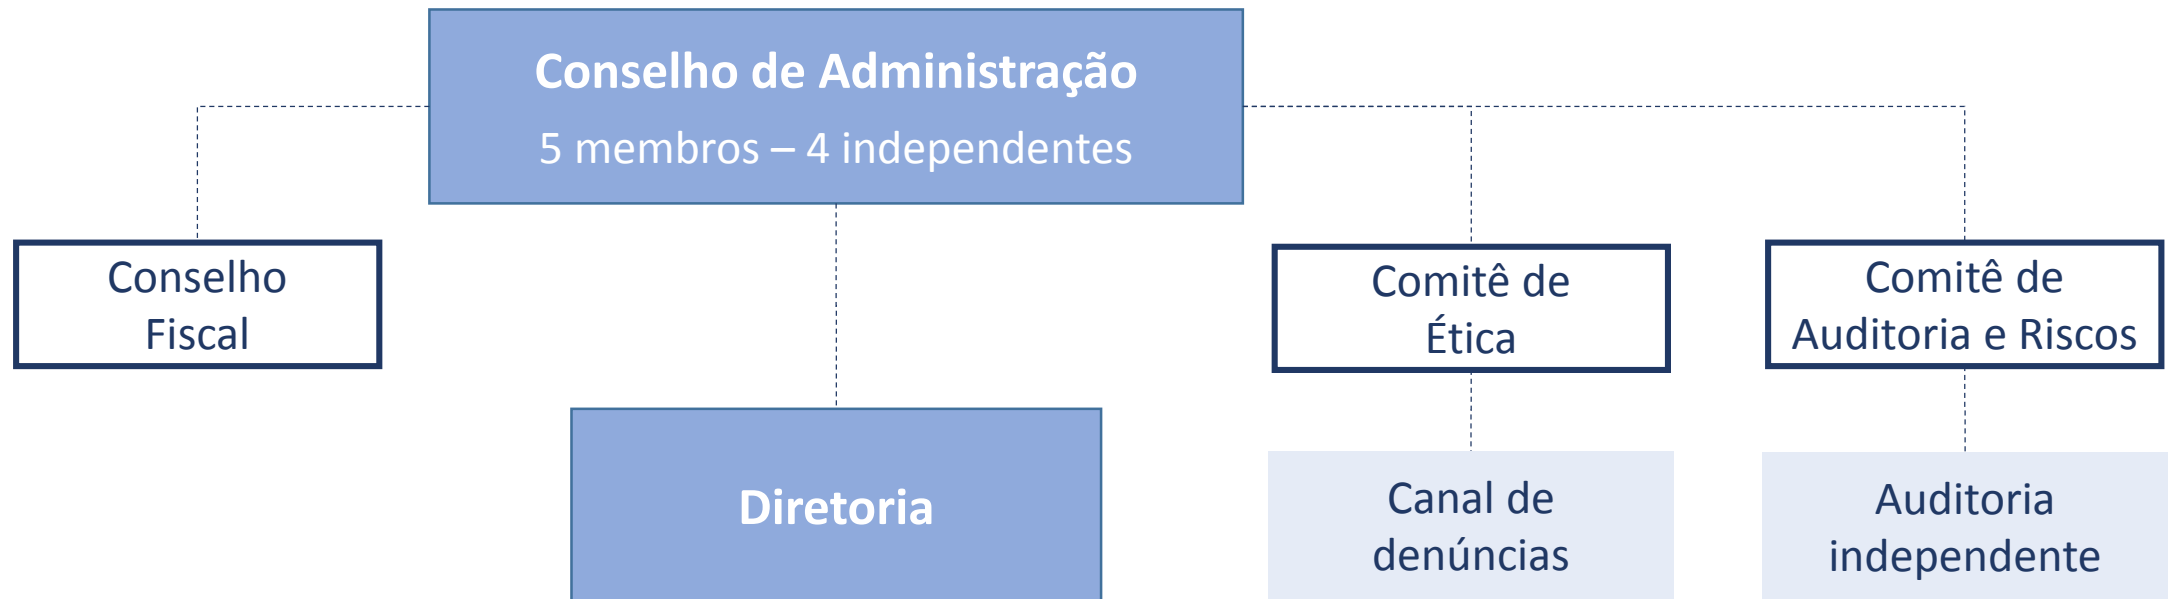 Conselho de Administração
5 membros – 4 independentes
Conselho
Fiscal
Comitê de
Ética
Comitê de
Auditoria e Riscos
Diretoria
Canal de
denúncias
Auditoria
independente